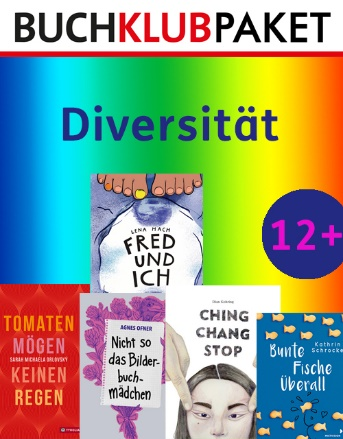 BUCHKLUBPAKET
Diversität
12+
LENA HACH
FRED
UND
ICH
TOMATEN
SARAH MICHAELA ORLOVSKÝ
MÖGEN
KEINEN
REGEN
AGNES OFNER
Nicht so
das Bilder-
buch-
mädchen
CHING
CHANG
STOP
Kathrin
Schrocke
Bunte
Fische
Überall